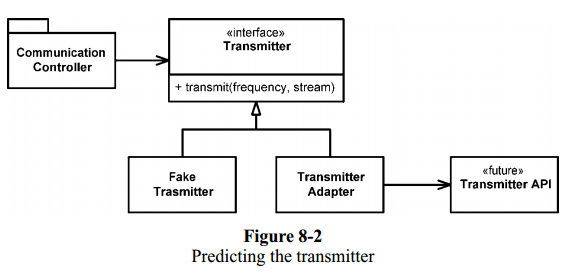 Communication
Controller
«interface»
Transmitter
+ transmit(frequency, stream)
Fake
Trasmitter
Transmitter
Adapter
«future»
Transmitter API
Figure 8-2
Predicting the transmitter